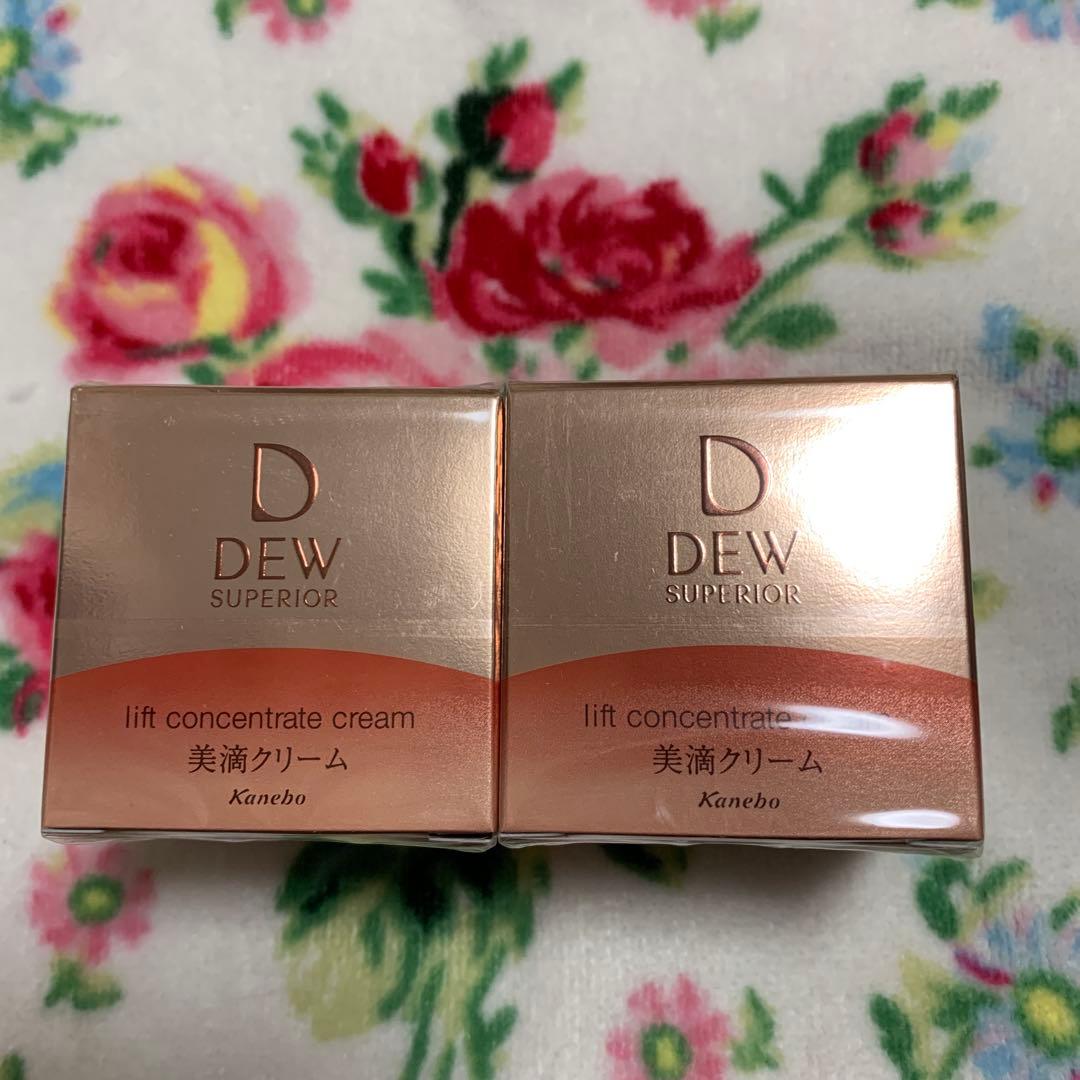 D
DEW
SUPERIOR
lift concentrate cream
美滴クリーム
Kanebo
D
DEW
SUPERIOR
lift concentrate
美滴クリーム
Kanebo